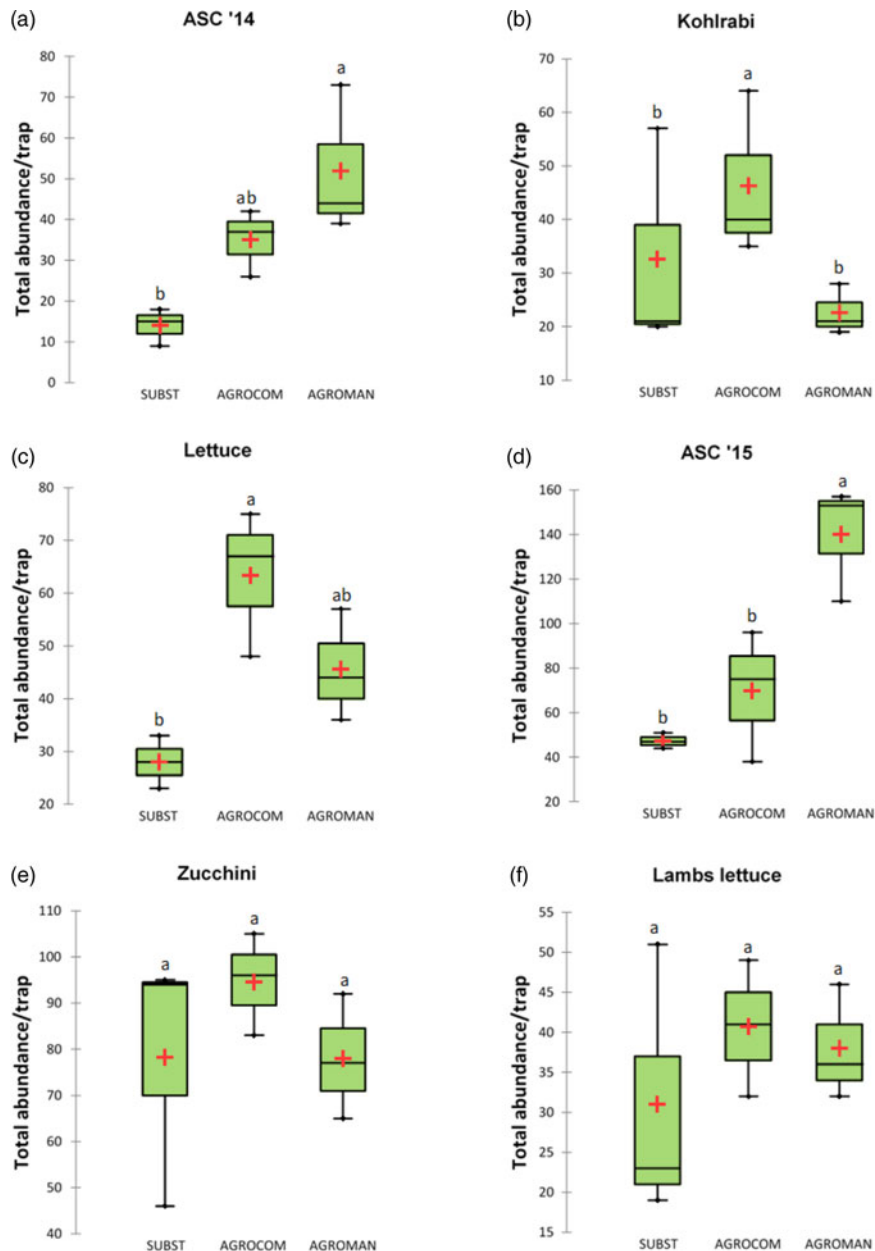 (a) ASC '14
Total abundance/trap
80
70
60
50
40
30
20
10
0
b
ab
a
SUBST AGROCOM AGROMAN
(b) Kohlrabi
Total abundance/trap
70
60
50
40
30
20
10
b
a
b
SUBST AGROCOM AGROMAN
(c) Lettuce
Total abundance/trap
80
70
60
50
40
30
20
b
a
ab
SUBST AGROCOM AGROMAN
(d) ASC '15
Total abundance/trap
160
140
120
100
80
60
40
20
b
b
a
SUBST AGROCOM AGROMAN
(e) Zucchini
Total abundance/trap
110
100
90
80
70
60
50
40
a
a
a
SUBST AGROCOM AGROMAN
(f) Lambs lettuce
Total abundance/trap
55
50
45
40
35
30
25
20
15
a
a
a
SUBST AGROCOM AGROMAN